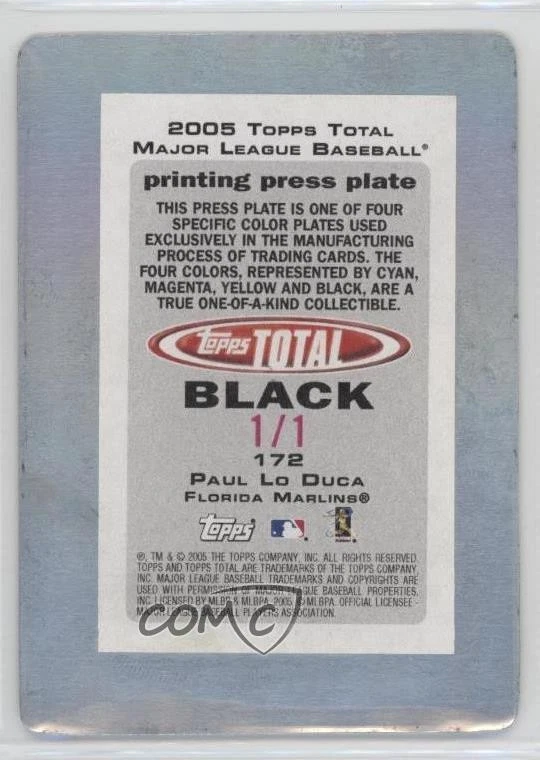 2005 TOPPS TOTAL
MAJOR LEAGUE BASEBALL®
printing press plate
THIS PRESS PLATE IS ONE OF FOUR
SPECIFIC COLOR PLATES USED
EXCLUSIVELY IN THE MANUFACTURING
PROCESS OF TRADING CARDS. THE
FOUR COLORS, REPRESENTED BY CYAN,
MAGENTA, YELLOW AND BLACK, ARE A
TRUE ONE-OF-A-KIND COLLECTIBLE.
topps TOTAL
BLACK
1/1
172
PAUL LO DUCA
FLORIDA MARLINS®
topps
®, TM & © 2005 THE TOPPS COMPANY, INC. ALL RIGHTS RESERVED.
TOPPS AND TOPPS TOTAL ARE TRADEMARKS OF THE TOPPS COMPANY,
INC. MAJOR LEAGUE BASEBALL TRADEMARKS AND COPYRIGHTS ARE
USED WITH PERMISSION OF MAJOR LEAGUE BASEBALL PROPERTIES,
INC. LICENSED BY MLBP & MLBPA. 2005 © MLBPA. OFFICIAL LICENSEE -
MAJOR LEAGUE BASEBALL PLAYERS ASSOCIATION.
COMC